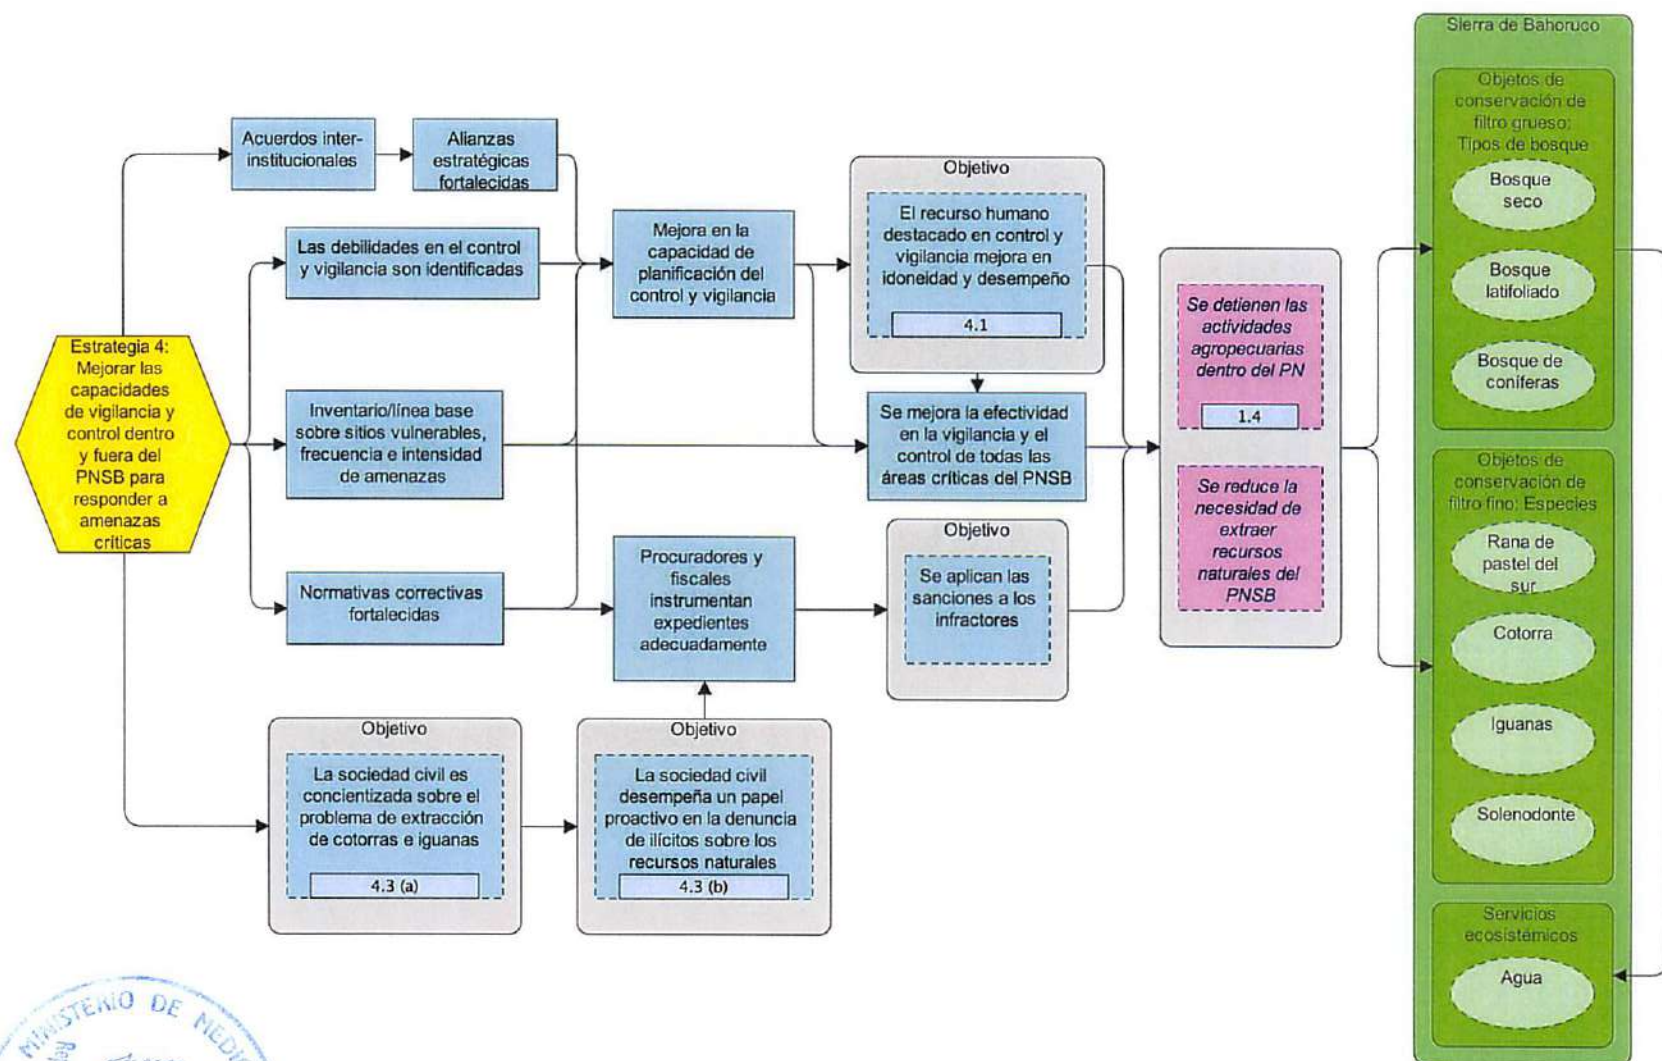 Sierra de Bahoruco
Objetos de
conservación de
filtro grueso:
Tipos de bosque
Bosque
seco
Bosque
latifoliado
Bosque de
coníferas
Objetos de
conservación de
filtro fino: Especies
Rana de
pastel del
sur
Cotorra
Iguanas
Solenodonte
Servicios
ecosistémicos
Agua
Estrategia 4:
Mejorar las
capacidades
de vigilancia y
control dentro
y fuera del
PNSB para
responder a
amenazas
críticas
Acuerdos inter-
institucionales
Alianzas
estratégicas
fortalecidas
Las debilidades en el control
y vigilancia son identificadas
Inventario/línea base
sobre sitios vulnerables,
frecuencia e intensidad
de amenazas
Normativas correctivas
fortalecidas
Mejora en la
capacidad de
planificación del
control y vigilancia
Objetivo
El recurso humano
destacado en control y
vigilancia mejora en
idoneidad y desempeño
4.1
Se mejora la efectividad
en la vigilancia y el
control de todas las
áreas críticas del PNSB
Procuradores y
fiscales
instrumentan
expedientes
adecuadamente
Objetivo
Se aplican las
sanciones a los
infractores
Se detienen las
actividades
agropecuarias
dentro del PN
1.4
Se reduce la
necesidad de
extraer
recursos
naturales del
PNSB
Objetivo
La sociedad civil es
concientizada sobre el
problema de extracción
de cotorras e iguanas
4.3 (a)
Objetivo
La sociedad civil
desempeña un papel
proactivo en la denuncia
de ilícitos sobre los
recursos naturales
4.3 (b)
MINISTERIO DE